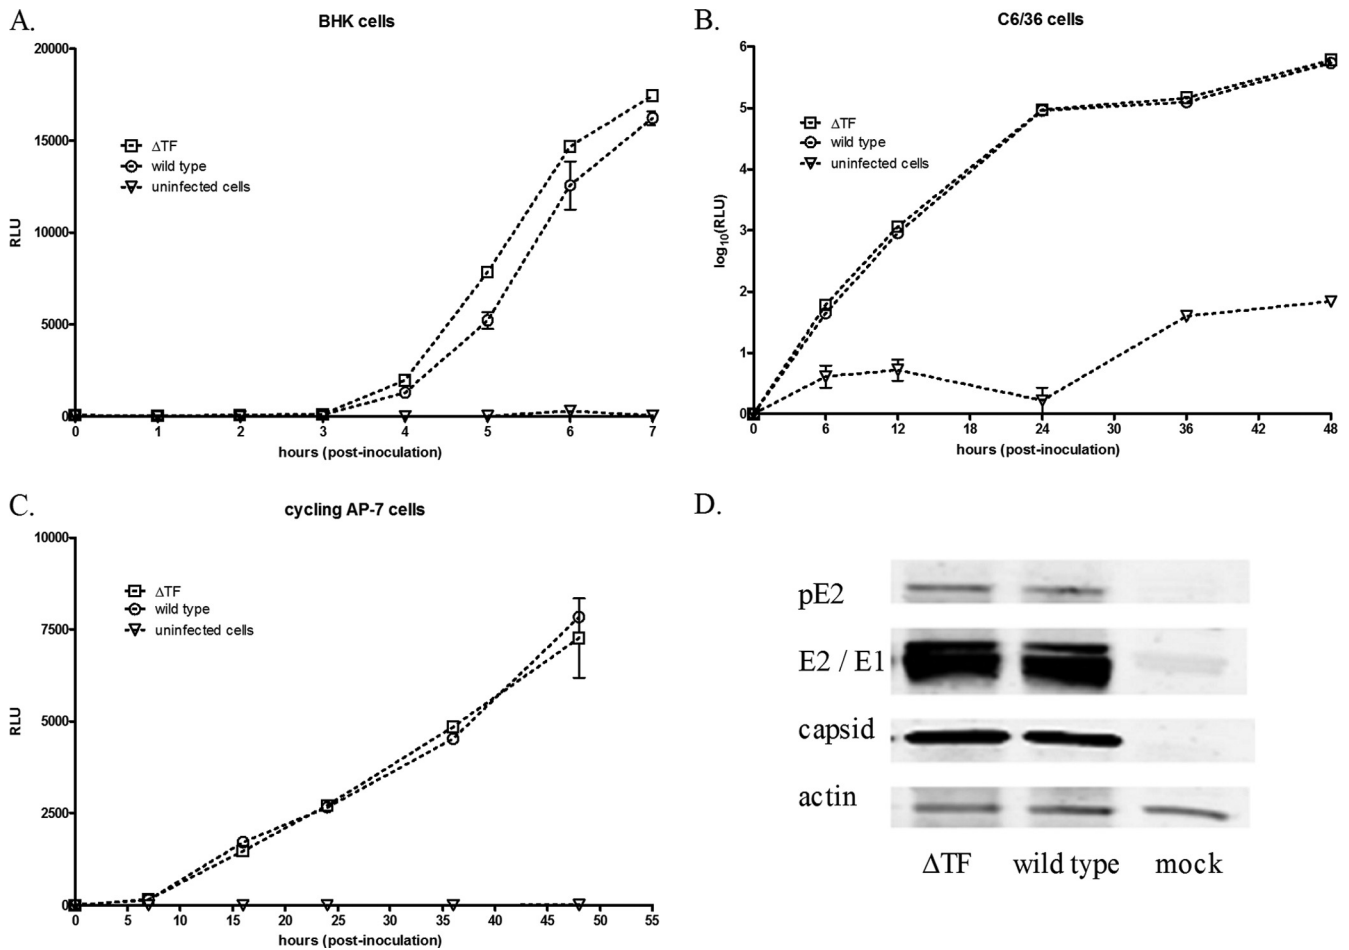 A.
BHK cells
20000
15000
10000
5000
0
RLU
ΔTF
wild type
uninfected cells
0 1 2 3 4 5 6 7
hours (post-inoculation)
B.
C6/36 cells
6
5
4
3
2
1
0
log10(RLU)
ΔTF
wild type
uninfected cells
0 6 12 18 24 30 36 42 48
hours (post-inoculation)
C.
cycling AP-7 cells
10000
7500
5000
2500
0
RLU
ΔTF
wild type
uninfected cells
0 5 10 15 20 25 30 35 40 45 50 55
hours (post-inoculation)
D.
pE2
E2 / E1
capsid
actin
ΔTF wild type mock